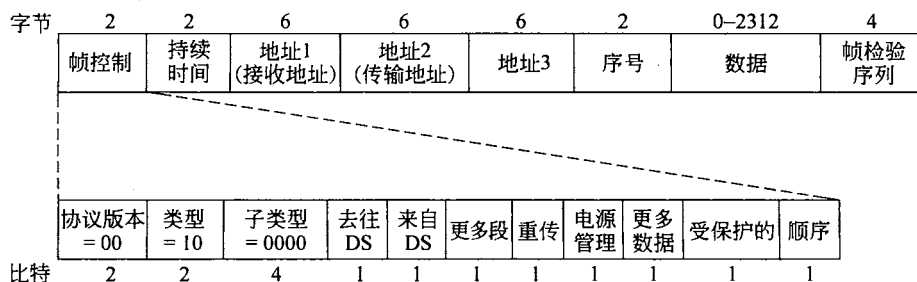 字节 2 2 6 6 6 2 0–2312 4
帧控制 持续时间 地址1(接收地址) 地址2(传输地址) 地址3 序号 数据 帧检验序列
协议版本=00 类型=10 子类型=0000 去往DS 来自DS 更多段 重传 电源管理 更多数据 受保护的 顺序
比特 2 2 4 1 1 1 1 1 1 1 1